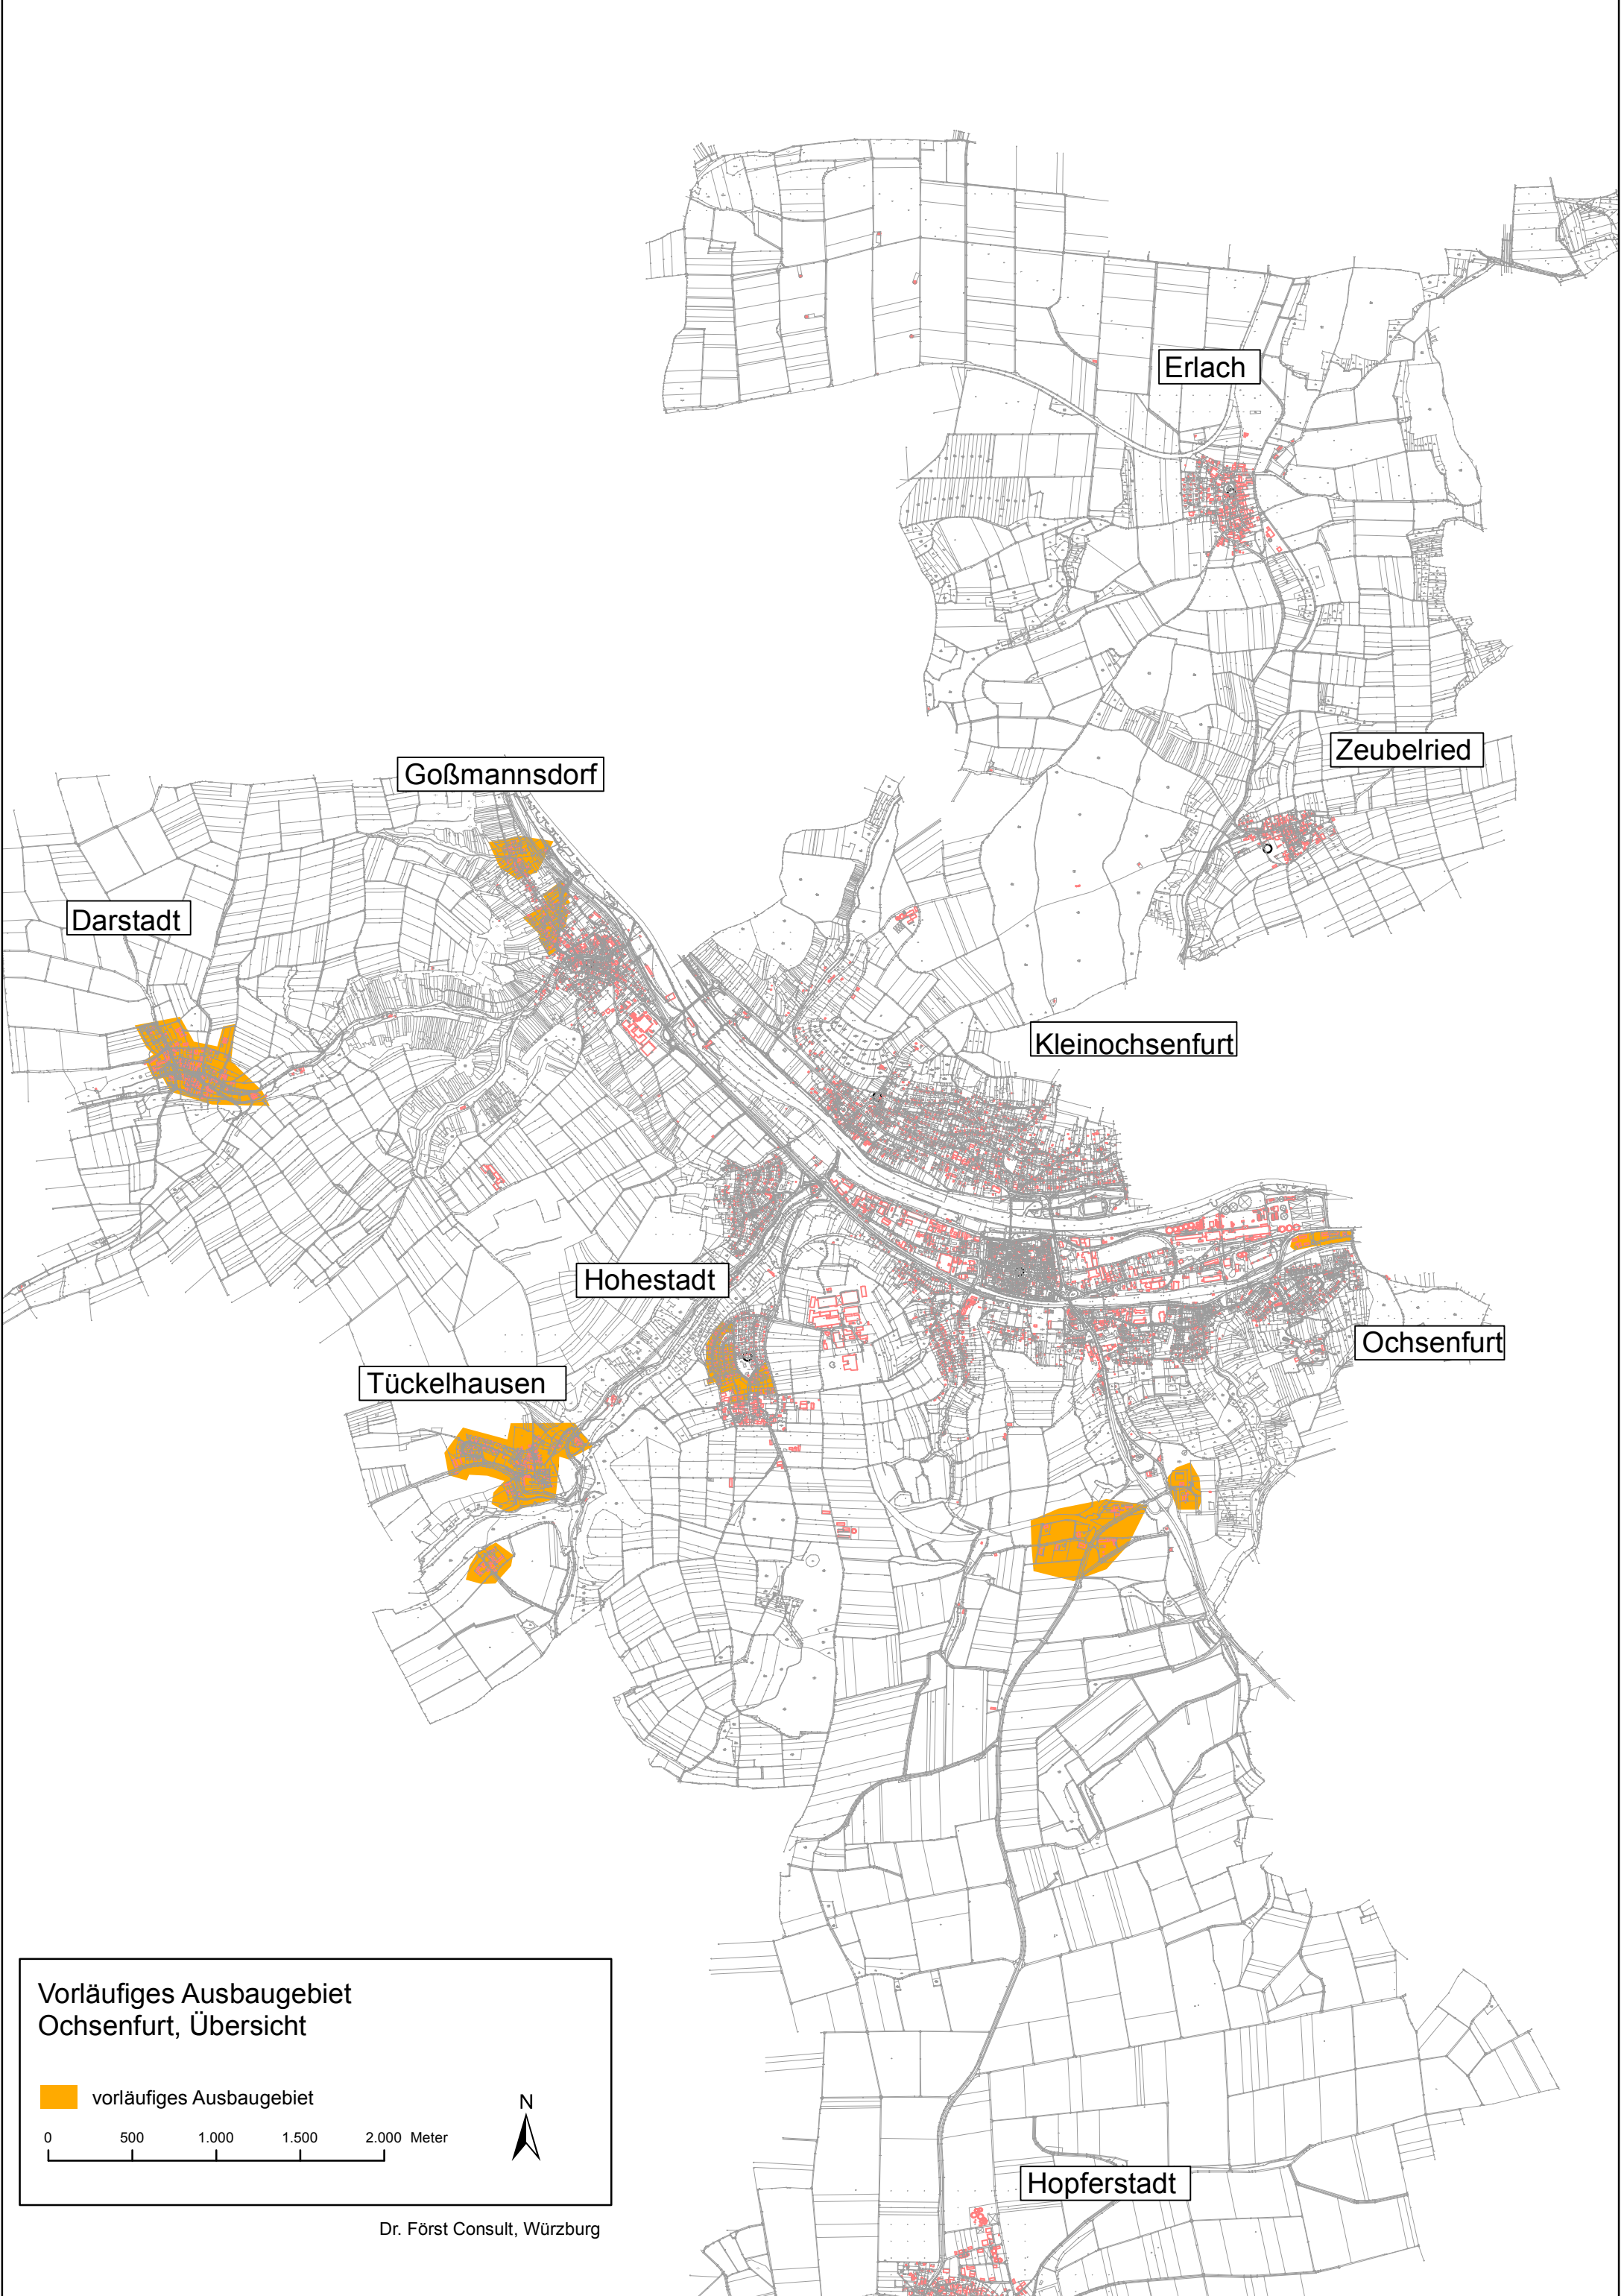 Erlach
Zeubelried
Goßmannsdorf
Darstadt
Kleinochsenfurt
Hohestadt
Ochsenfurt
Tückelhausen
Vorläufiges Ausbaugebiet
Ochsenfurt, Übersicht
vorläufiges Ausbaugebiet
N
0 500 1.000 1.500 2.000 Meter
Hopferstadt
Dr. Först Consult, Würzburg